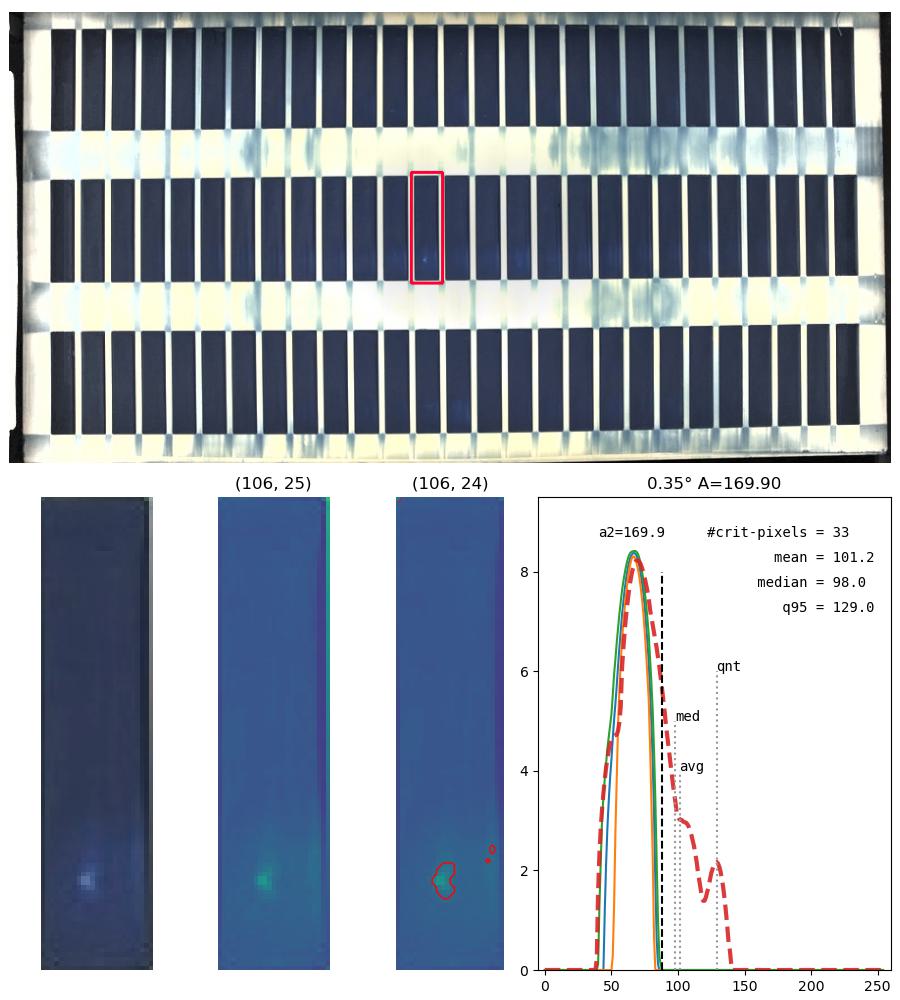 (106, 25)
(106, 24)
0.35° A=169.90
a2=169.9
#crit-pixels = 33
mean = 101.2
median = 98.0
q95 = 129.0
qnt
med
avg
8
6
4
2
0
0 50 100 150 200 250